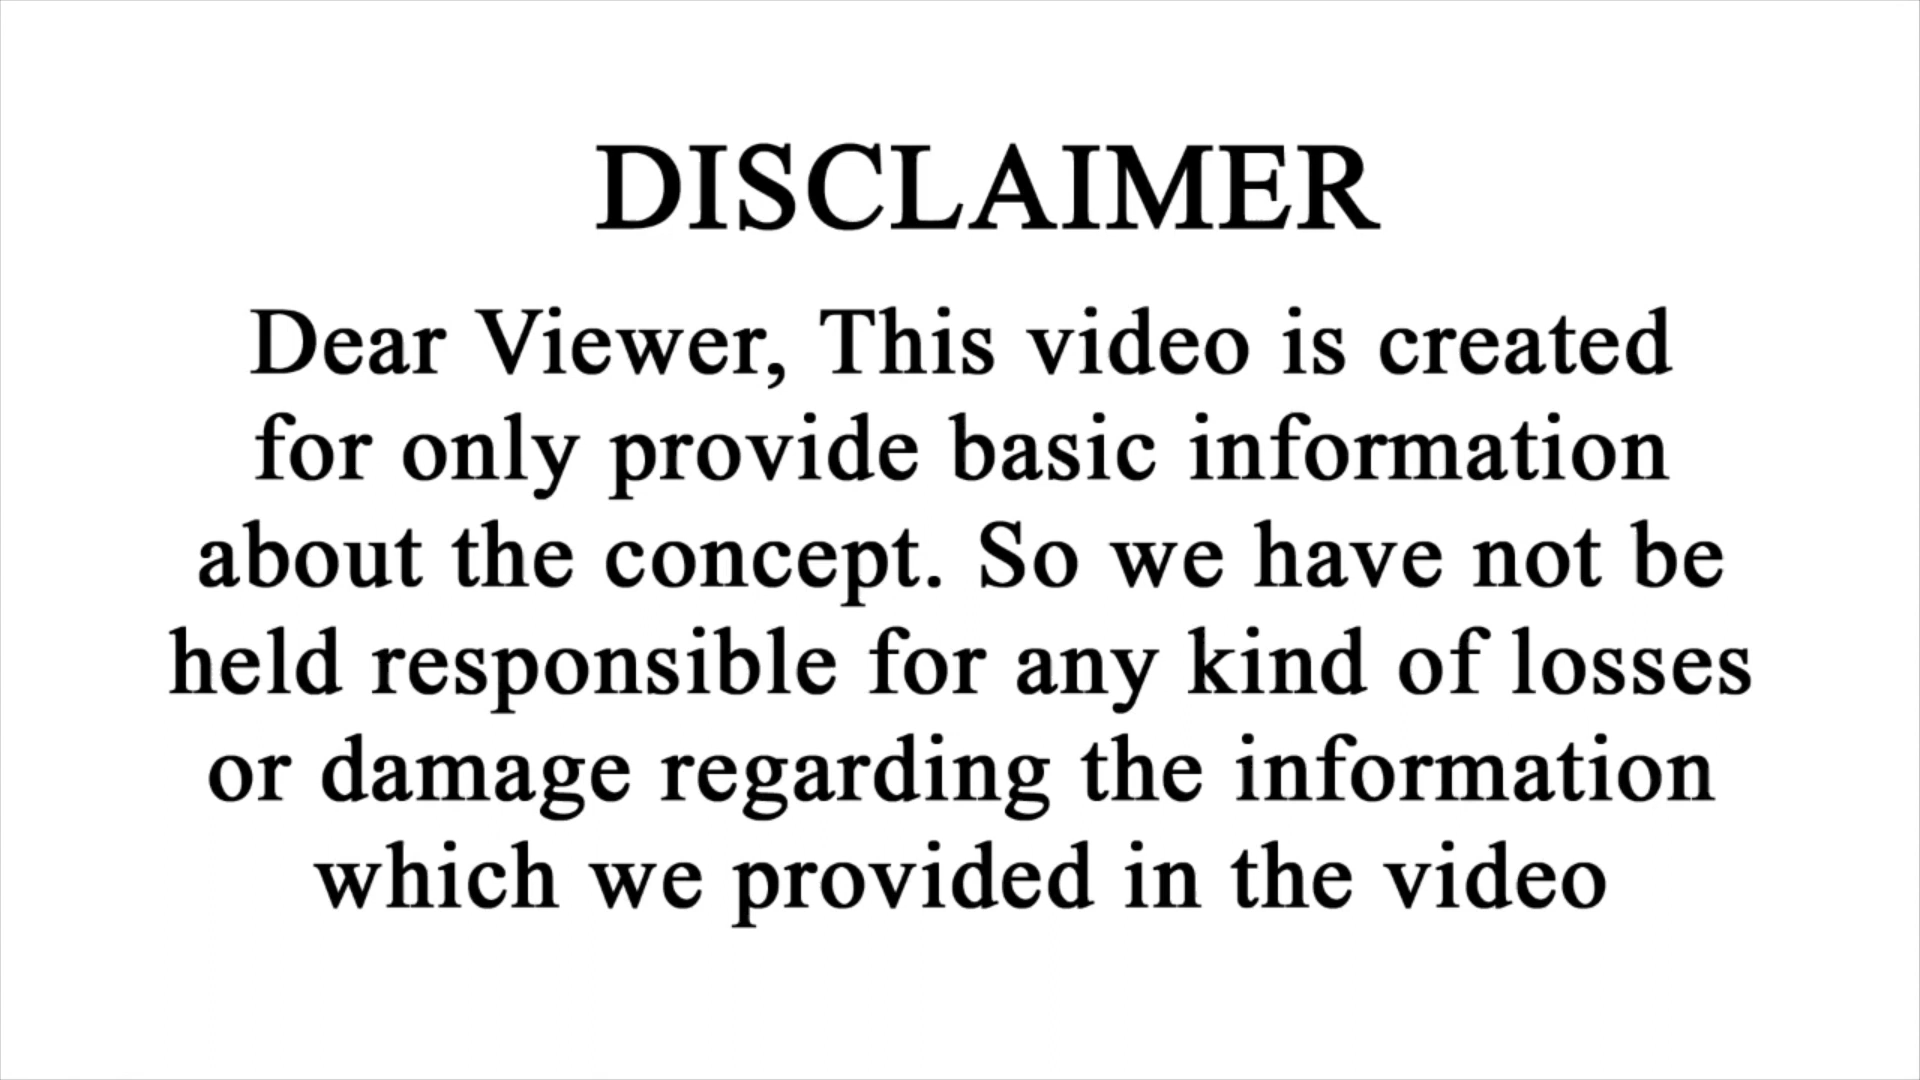 DISCLAIMER
Dear Viewer, This video is created
for only provide basic information
about the concept. So we have not be
held responsible for any kind of losses
or damage regarding the information
which we provided in the video